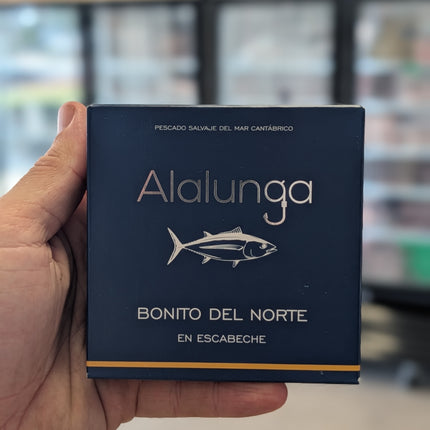 PESCADO SALVAJE DEL MAR CANTÁBRICO
Alalunga
BONITO DEL NORTE
EN ESCABECHE